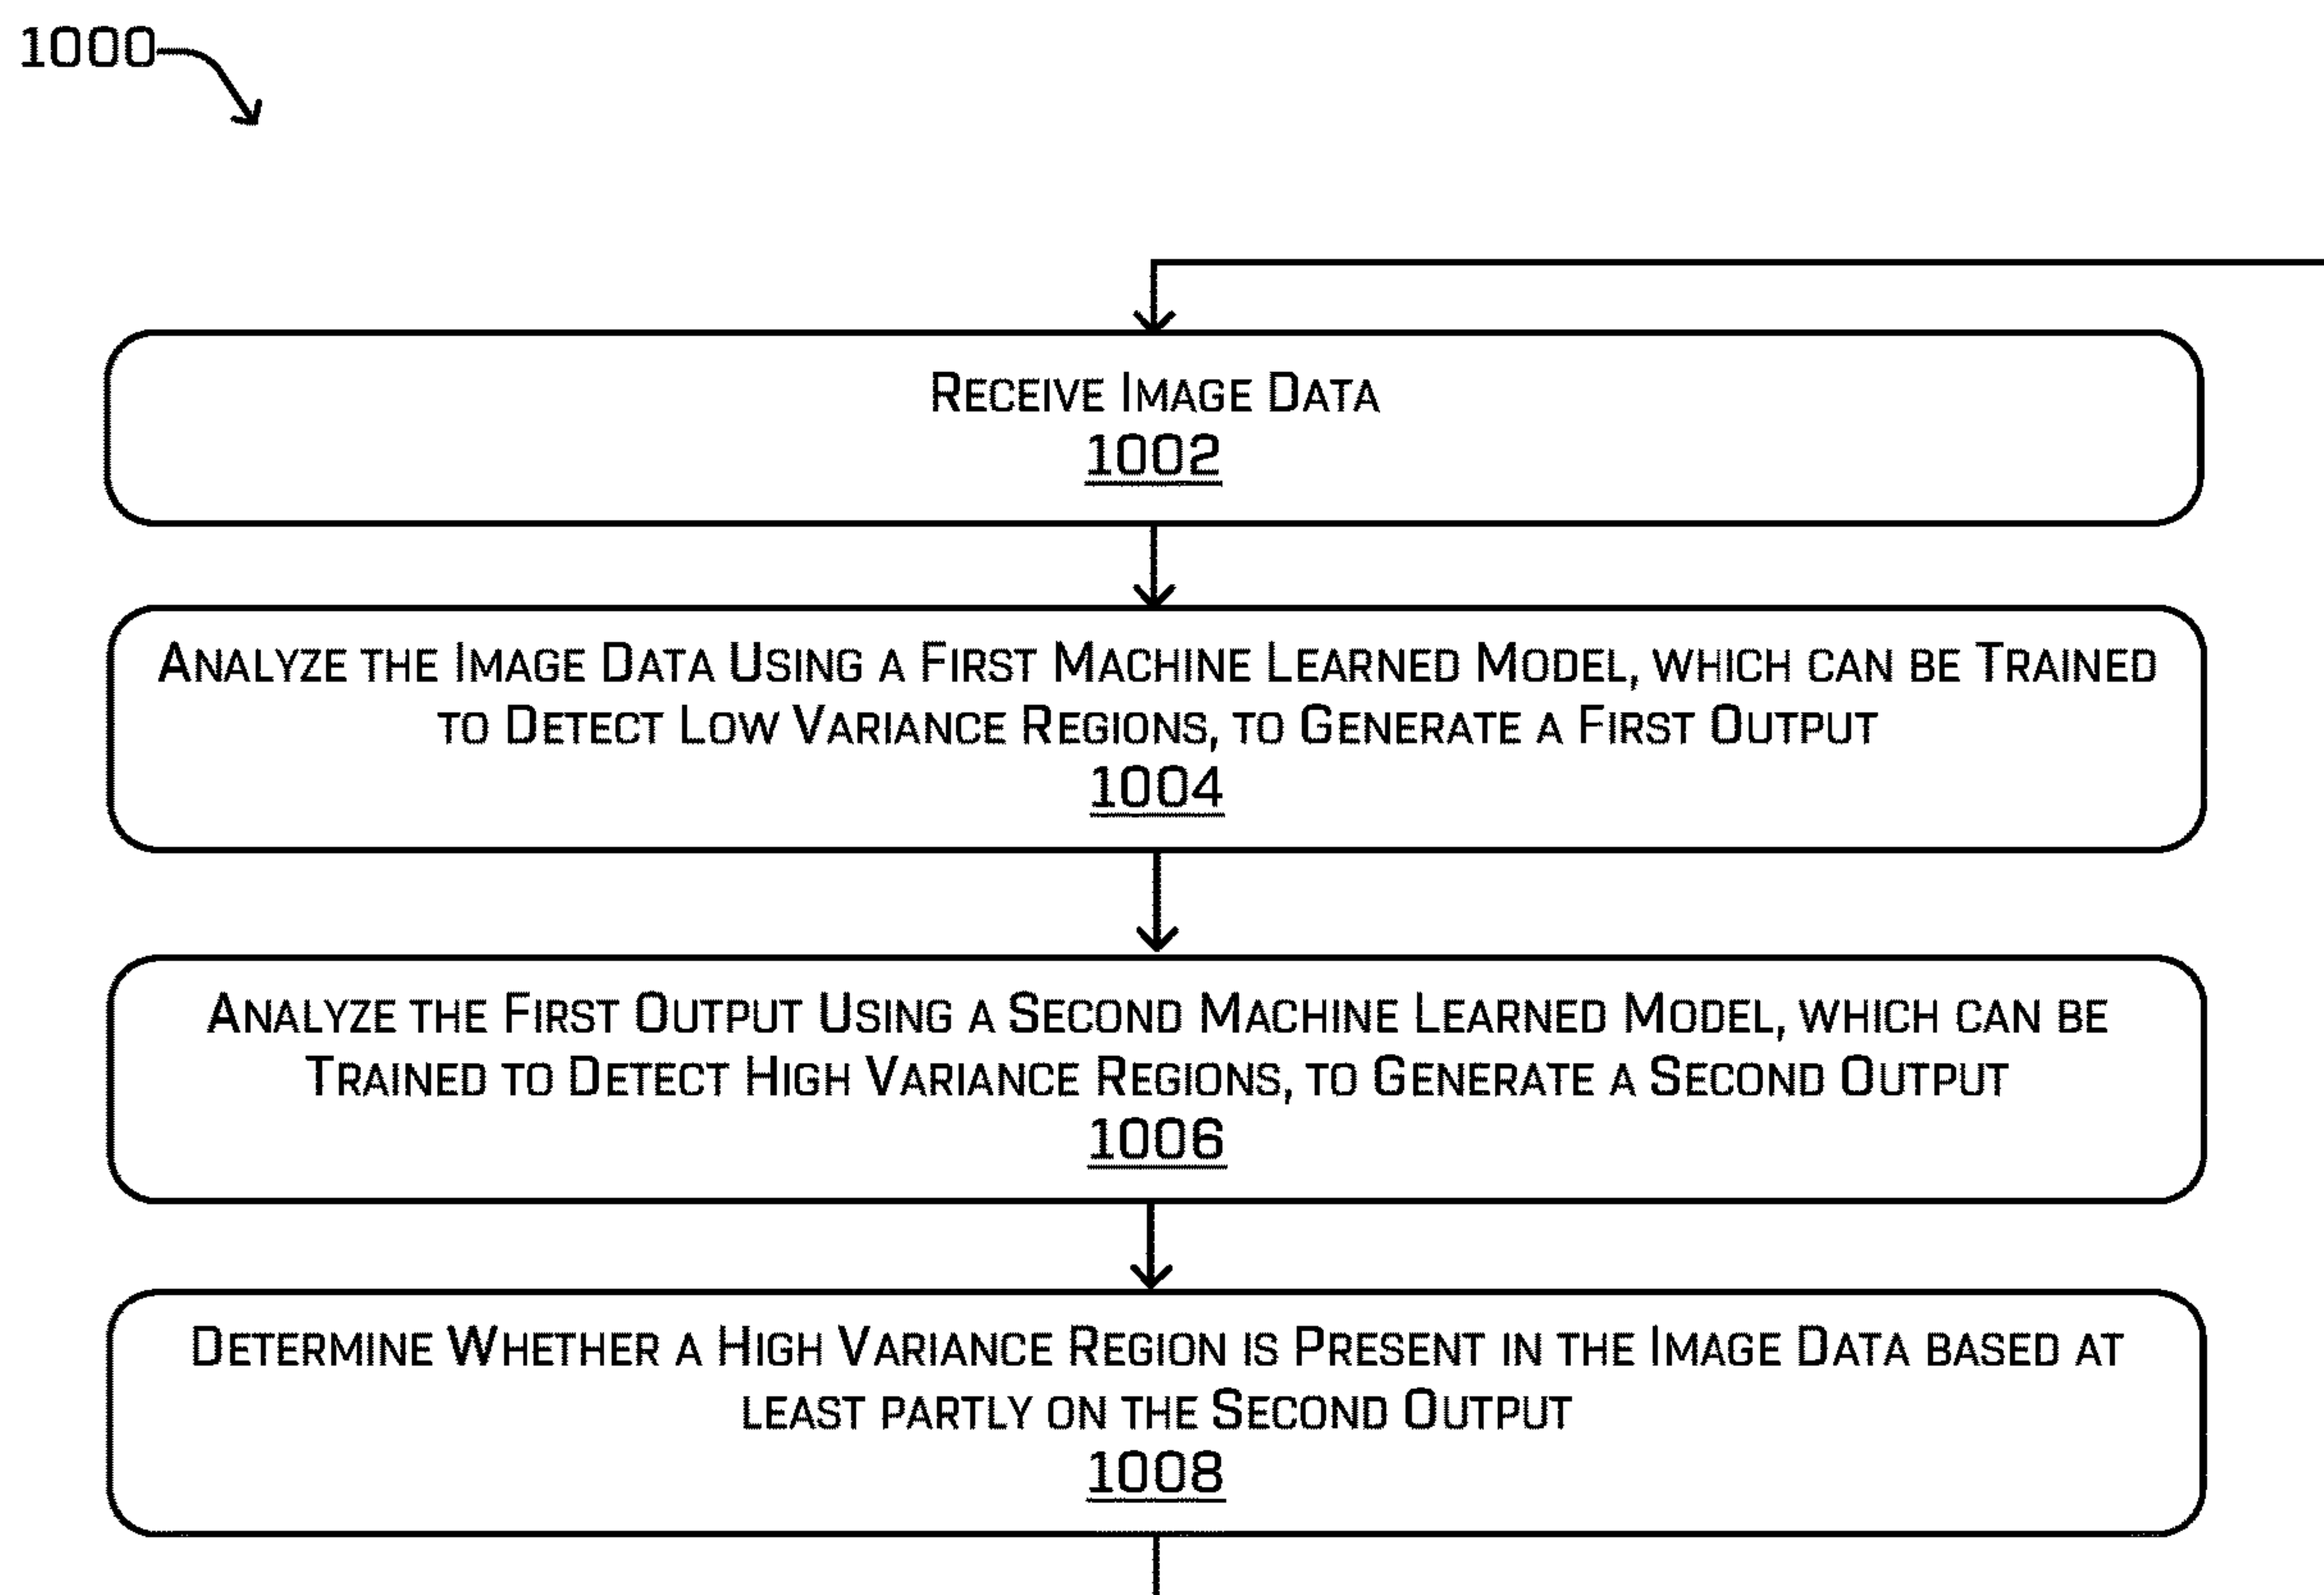 1000
Receive Image Data
1002
Analyze the Image Data Using a First Machine Learned Model, which can be Trained
to Detect Low Variance Regions, to Generate a First Output
1004
Analyze the First Output Using a Second Machine Learned Model, which can be
Trained to Detect High Variance Regions, to Generate a Second Output
1006
Determine Whether a High Variance Region is Present in the Image Data based at
least partly on the Second Output
1008